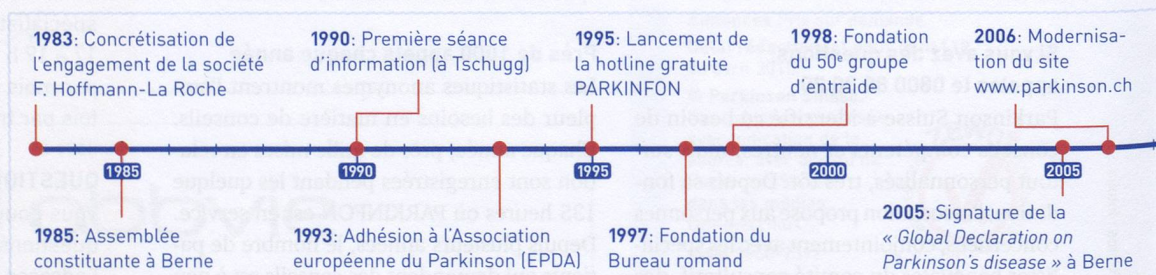 1983: Concrétisation de
l’engagement de la société
F. Hoffmann-La Roche
1990: Première séance
d’information (à Tschugg)
1995: Lancement de
la hotline gratuite
PARKINFON
1998: Fondation
du 50e groupe
d’entraide
2006: Modernisa-
tion du site
www.parkinson.ch
1985
1990
1995
2000
2005
1985: Assemblée
constituante à Berne
1993: Adhésion à l’Association
européenne du Parkinson (EPDA)
1997: Fondation du
Bureau romand
2005: Signature de la
« Global Declaration on
Parkinson’s disease » à Berne